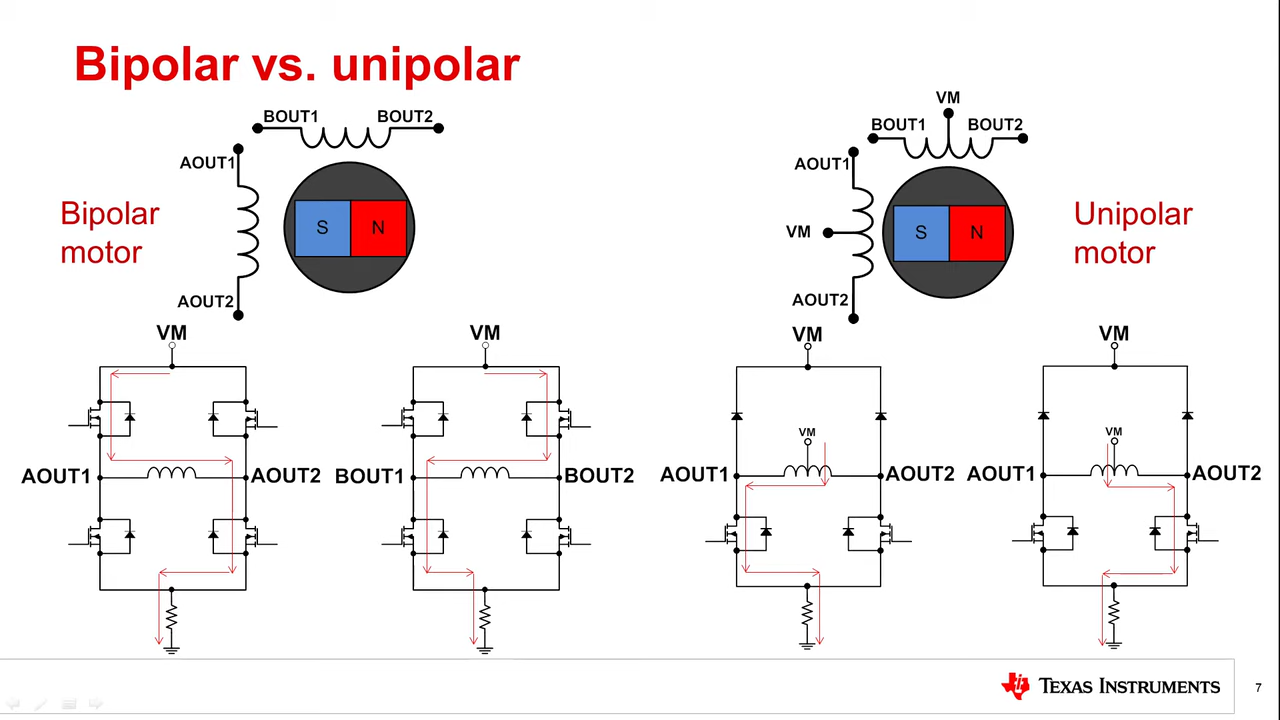 Bipolar vs. unipolar
BOUT1
BOUT2
AOUT1
AOUT2
S
N
Bipolar
motor
VM
BOUT1
BOUT2
AOUT1
VM
AOUT2
S
N
Unipolar
motor
VM
AOUT1
AOUT2
VM
BOUT1
BOUT2
VM
VM
AOUT1
AOUT2
VM
VM
AOUT1
AOUT2
TEXAS INSTRUMENTS
7